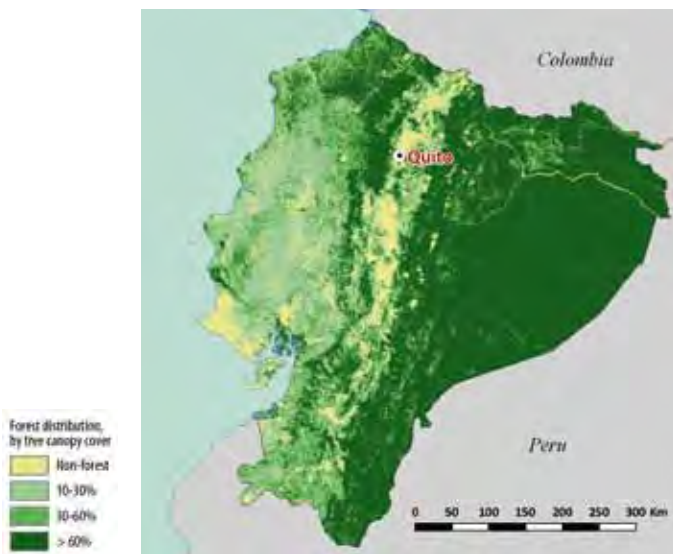 Colombia
Quito
Forest distribution,
by tree canopy cover
Non-forest
10-30%
30-60%
> 60%
Peru
0 50 100 150 200 250 300 Km